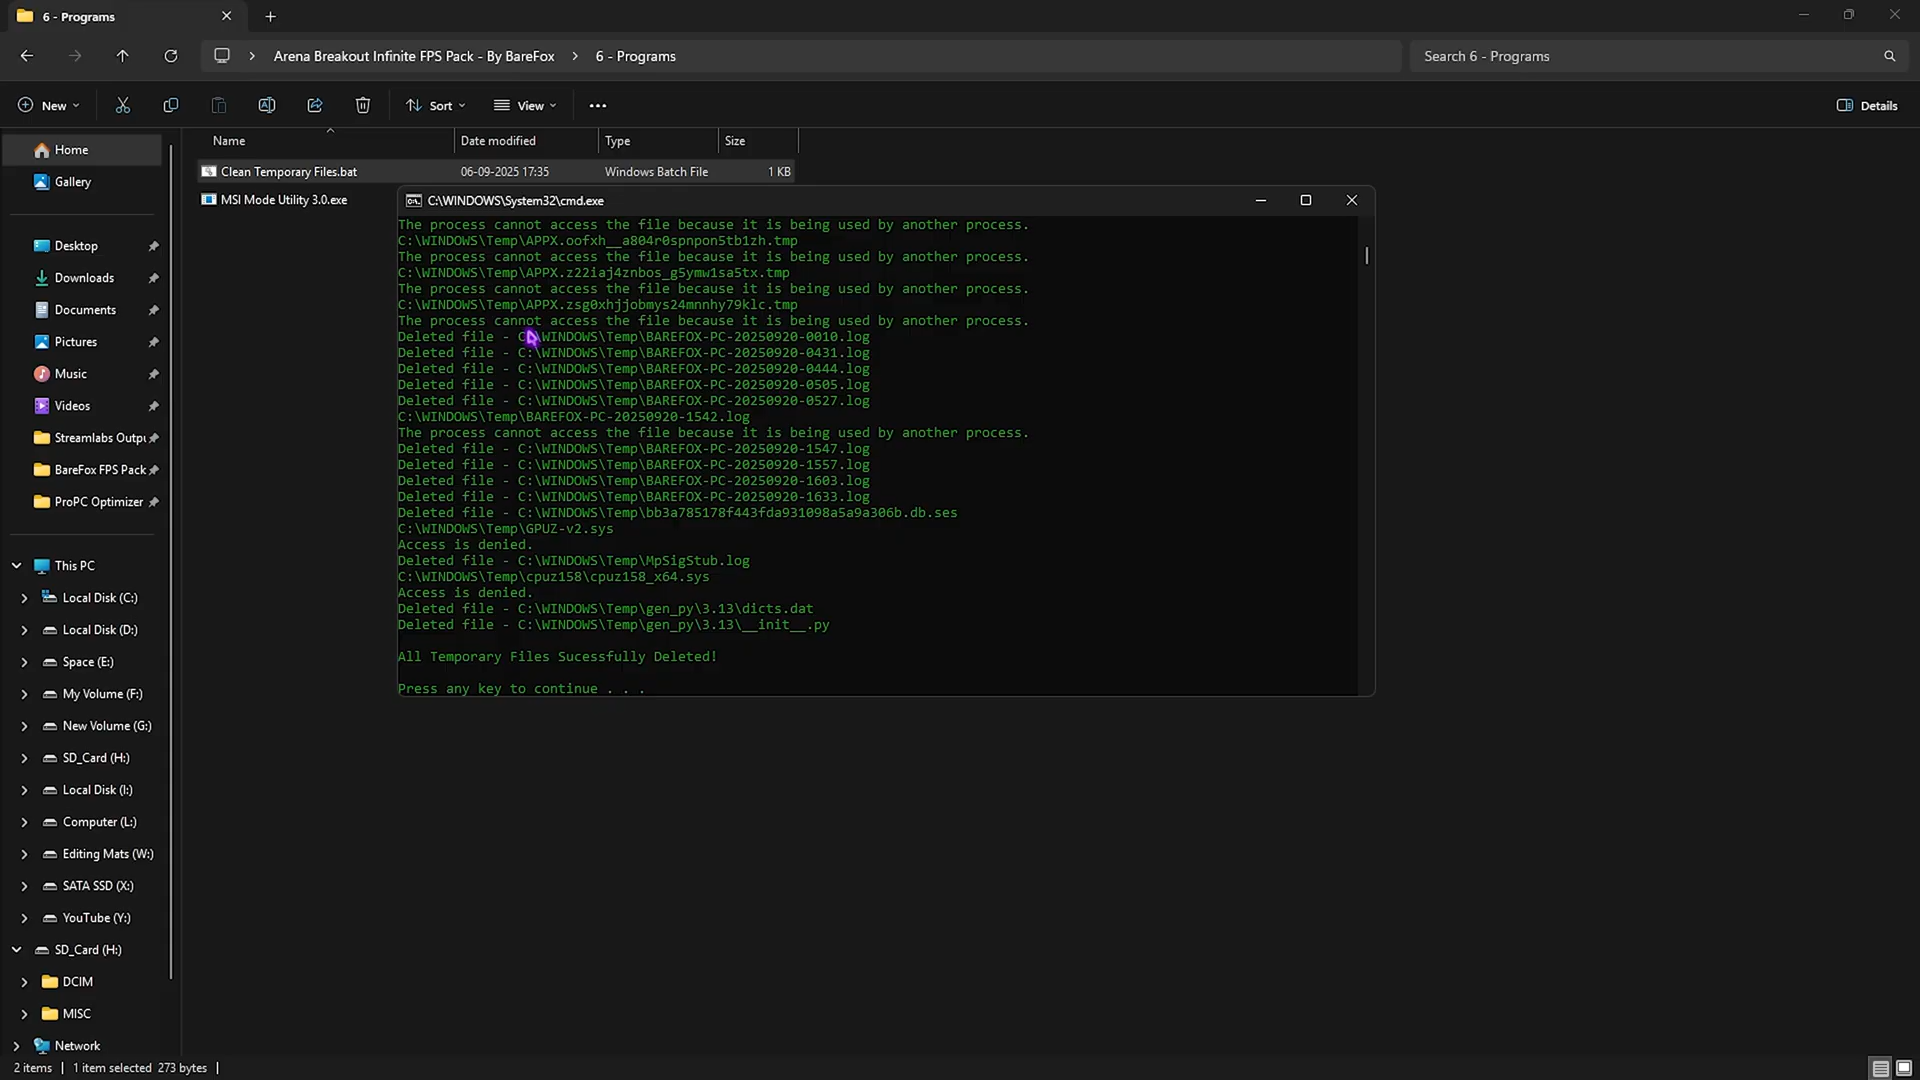 6 - Programs
Arena Breakout Infinite FPS Pack - By BareFox
6 - Programs
Search 6 - Programs
New
Sort
View
Details
Name
Date modified
Type
Size
Clean Temporary Files.bat
06-09-2025 17:35
Windows Batch File
1 KB
MSI Mode Utility 3.0.exe
Home
Gallery
Desktop
Downloads
Documents
Pictures
Music
Videos
Streamlabs Outpu
BareFox FPS Pack
ProPC Optimizer
This PC
Local Disk (C:)
Local Disk (D:)
Space (E:)
My Volume (F:)
New Volume (G:)
SD_Card (H:)
Local Disk (I:)
Computer (L:)
Editing Mats (W:)
SATA SSD (X:)
YouTube (Y:)
SD_Card (H:)
DCIM
MISC
Network
C:\WINDOWS\System32\cmd.exe
The process cannot access the file because it is being used by another process.
C:\WINDOWS\Temp\APPX.oofxh__a804r0spnpon5tb1zh.tmp
The process cannot access the file because it is being used by another process.
C:\WINDOWS\Temp\APPX.z22iaj4znbos_g5ymw1sa5tx.tmp
The process cannot access the file because it is being used by another process.
C:\WINDOWS\Temp\APPX.zsg0xhjjobmys24mnnhy79klc.tmp
The process cannot access the file because it is being used by another process.
Deleted file - C:\WINDOWS\Temp\BAREFOX-PC-20250920-0010.log
Deleted file - C:\WINDOWS\Temp\BAREFOX-PC-20250920-0431.log
Deleted file - C:\WINDOWS\Temp\BAREFOX-PC-20250920-0444.log
Deleted file - C:\WINDOWS\Temp\BAREFOX-PC-20250920-0505.log
Deleted file - C:\WINDOWS\Temp\BAREFOX-PC-20250920-0527.log
C:\WINDOWS\Temp\BAREFOX-PC-20250920-1542.log
The process cannot access the file because it is being used by another process.
Deleted file - C:\WINDOWS\Temp\BAREFOX-PC-20250920-1547.log
Deleted file - C:\WINDOWS\Temp\BAREFOX-PC-20250920-1557.log
Deleted file - C:\WINDOWS\Temp\BAREFOX-PC-20250920-1603.log
Deleted file - C:\WINDOWS\Temp\BAREFOX-PC-20250920-1633.log
Deleted file - C:\WINDOWS\Temp\bb3a785178f443fda931098a5a9a306b.db.ses
C:\WINDOWS\Temp\GPUZ-v2.sys
Access is denied.
Deleted file - C:\WINDOWS\Temp\MpSigStub.log
C:\WINDOWS\Temp\cpuz158\cpuz158_x64.sys
Access is denied.
Deleted file - C:\WINDOWS\Temp\gen_py\3.13\dicts.dat
Deleted file - C:\WINDOWS\Temp\gen_py\3.13\__init__.py
All Temporary Files Sucessfully Deleted!
Press any key to continue . . .
2 items
1 item selected 273 bytes